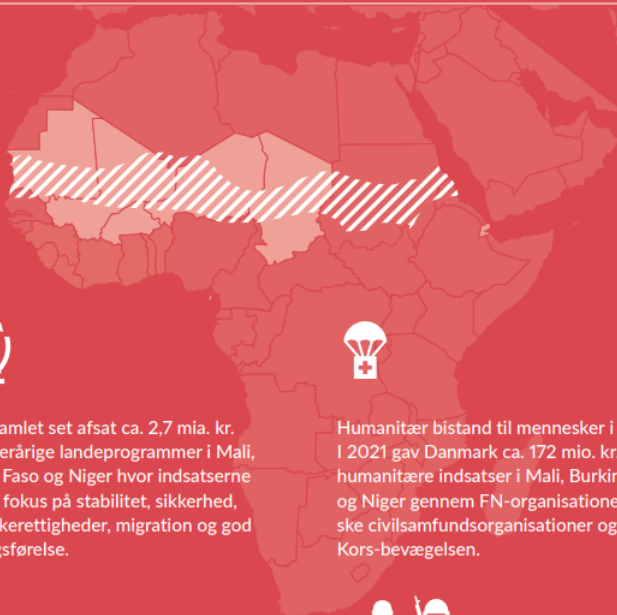 amlet set afsat ca. 2,7 mia. kr.
erårige landeprogrammer i Mali,
Faso og Niger hvor indsatserne
fokus på stabilitet, sikkerhed,
kerettigheder, migration og god
gsførelse.
Humanitær bistand til mennesker i
I 2021 gav Danmark ca. 172 mio. kr
humanitære indsatser i Mali, Burkin
og Niger gennem FN-organisatione
ske civilsamfundsorganisationer og
Kors-bevægelsen.